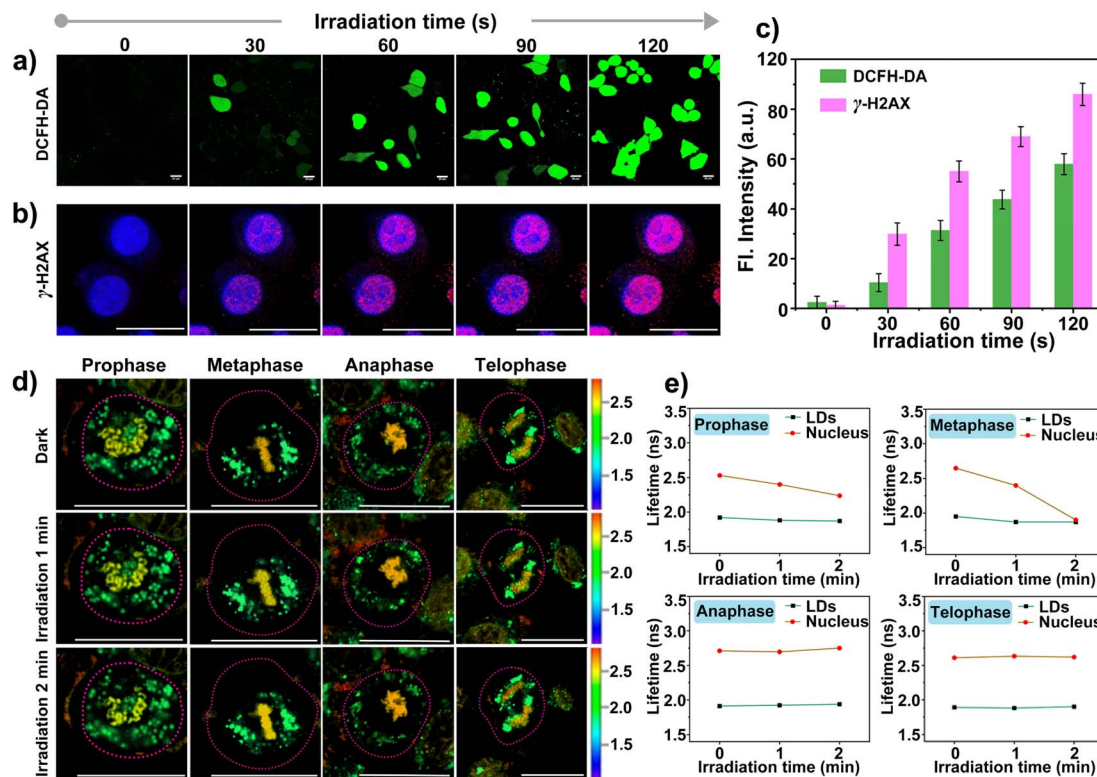 Irradiation time (s)
0 30 60 90 120
a)
DCFH-DA
b)
γ-H2AX
c)
120
90
60
30
0
Fl. Intensity (a.u.)
DCFH-DA
γ-H2AX
0 30 60 90 120
Irradiation time (s)
d)
Prophase Metaphase Anaphase Telophase
Dark
2.5
2.0
1.5
Irradiation 1 min
2.5
2.0
1.5
Irradiation 2 min
2.5
2.0
1.5
e)
Prophase
LDs
Nucleus
3.5
3.0
2.5
2.0
1.5
Lifetime (ns)
0 1 2
Irradiation time (min)
Metaphase
LDs
Nucleus
3.5
3.0
2.5
2.0
1.5
Lifetime (ns)
0 1 2
Irradiation time (min)
Anaphase
LDs
Nucleus
3.5
3.0
2.5
2.0
1.5
Lifetime (ns)
0 1 2
Irradiation time (min)
Telophase
LDs
Nucleus
3.5
3.0
2.5
2.0
1.5
Lifetime (ns)
0 1 2
Irradiation time (min)